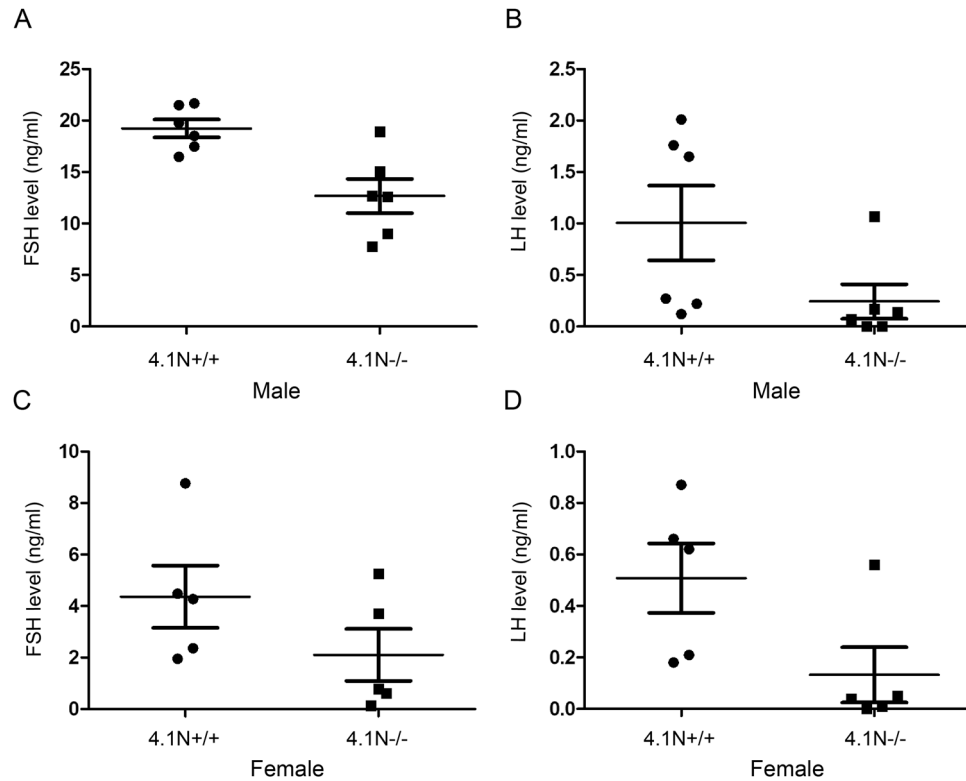 A
FSH level (ng/ml)
25
20
15
10
5
0
4.1N+/+ 4.1N-/-
Male
B
LH level (ng/ml)
2.5
2.0
1.5
1.0
0.5
0.0
4.1N+/+ 4.1N-/-
Male
C
FSH level (ng/ml)
10
8
6
4
2
0
4.1N+/+ 4.1N-/-
Female
D
LH level (ng/ml)
1.0
0.8
0.6
0.4
0.2
0.0
4.1N+/+ 4.1N-/-
Female